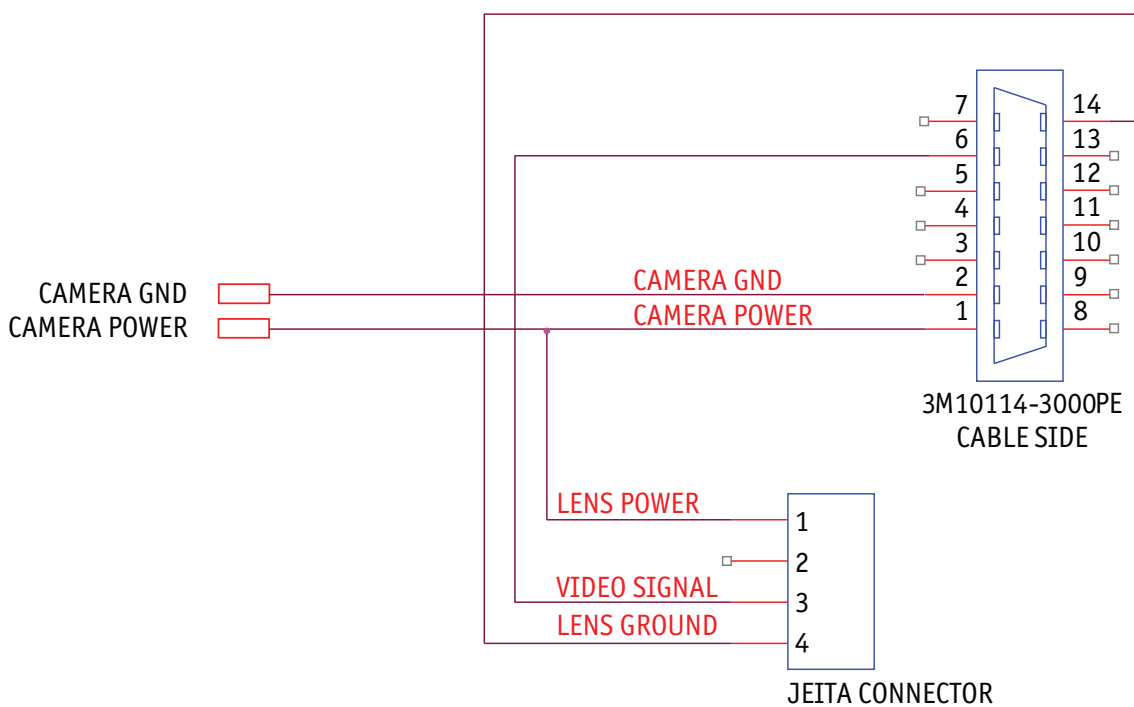 7
14
6
13
5
12
4
11
3
10
CAMERA GND
CAMERA GND
2
9
CAMERA POWER
CAMERA POWER
1
8
3M10114-3000PE
CABLE SIDE
LENS POWER
1
2
VIDEO SIGNAL
3
LENS GROUND
4
JEITA CONNECTOR